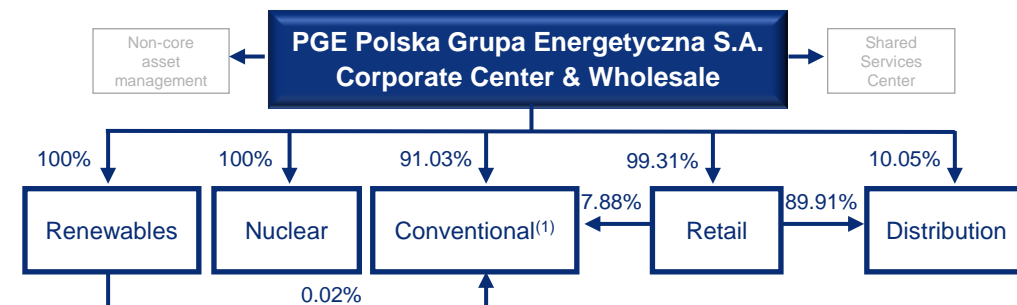 Non-core
asset
management
PGE Polska Grupa Energetyczna S.A.
Corporate Center & Wholesale
Shared
Services
Center
100%
100%
91.03%
99.31%
10.05%
Renewables
Nuclear
Conventional(1)
7.88%
Retail
89.91%
Distribution
0.02%